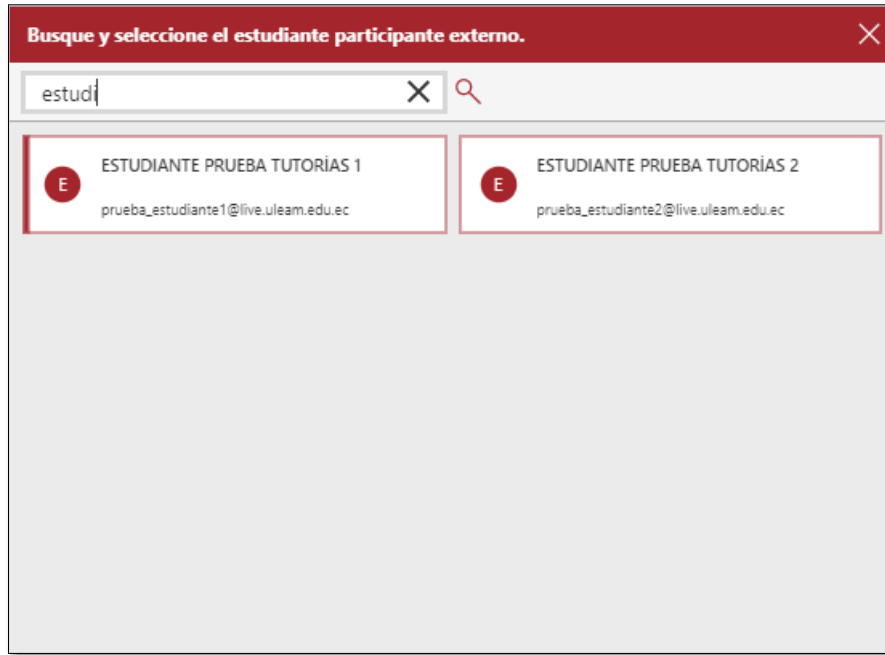 Busque y seleccione el estudiante participante externo.
estudi
E
ESTUDIANTE PRUEBA TUTORÍAS 1
prueba_estudiante1@live.uleam.edu.ec
E
ESTUDIANTE PRUEBA TUTORÍAS 2
prueba_estudiante2@live.uleam.edu.ec